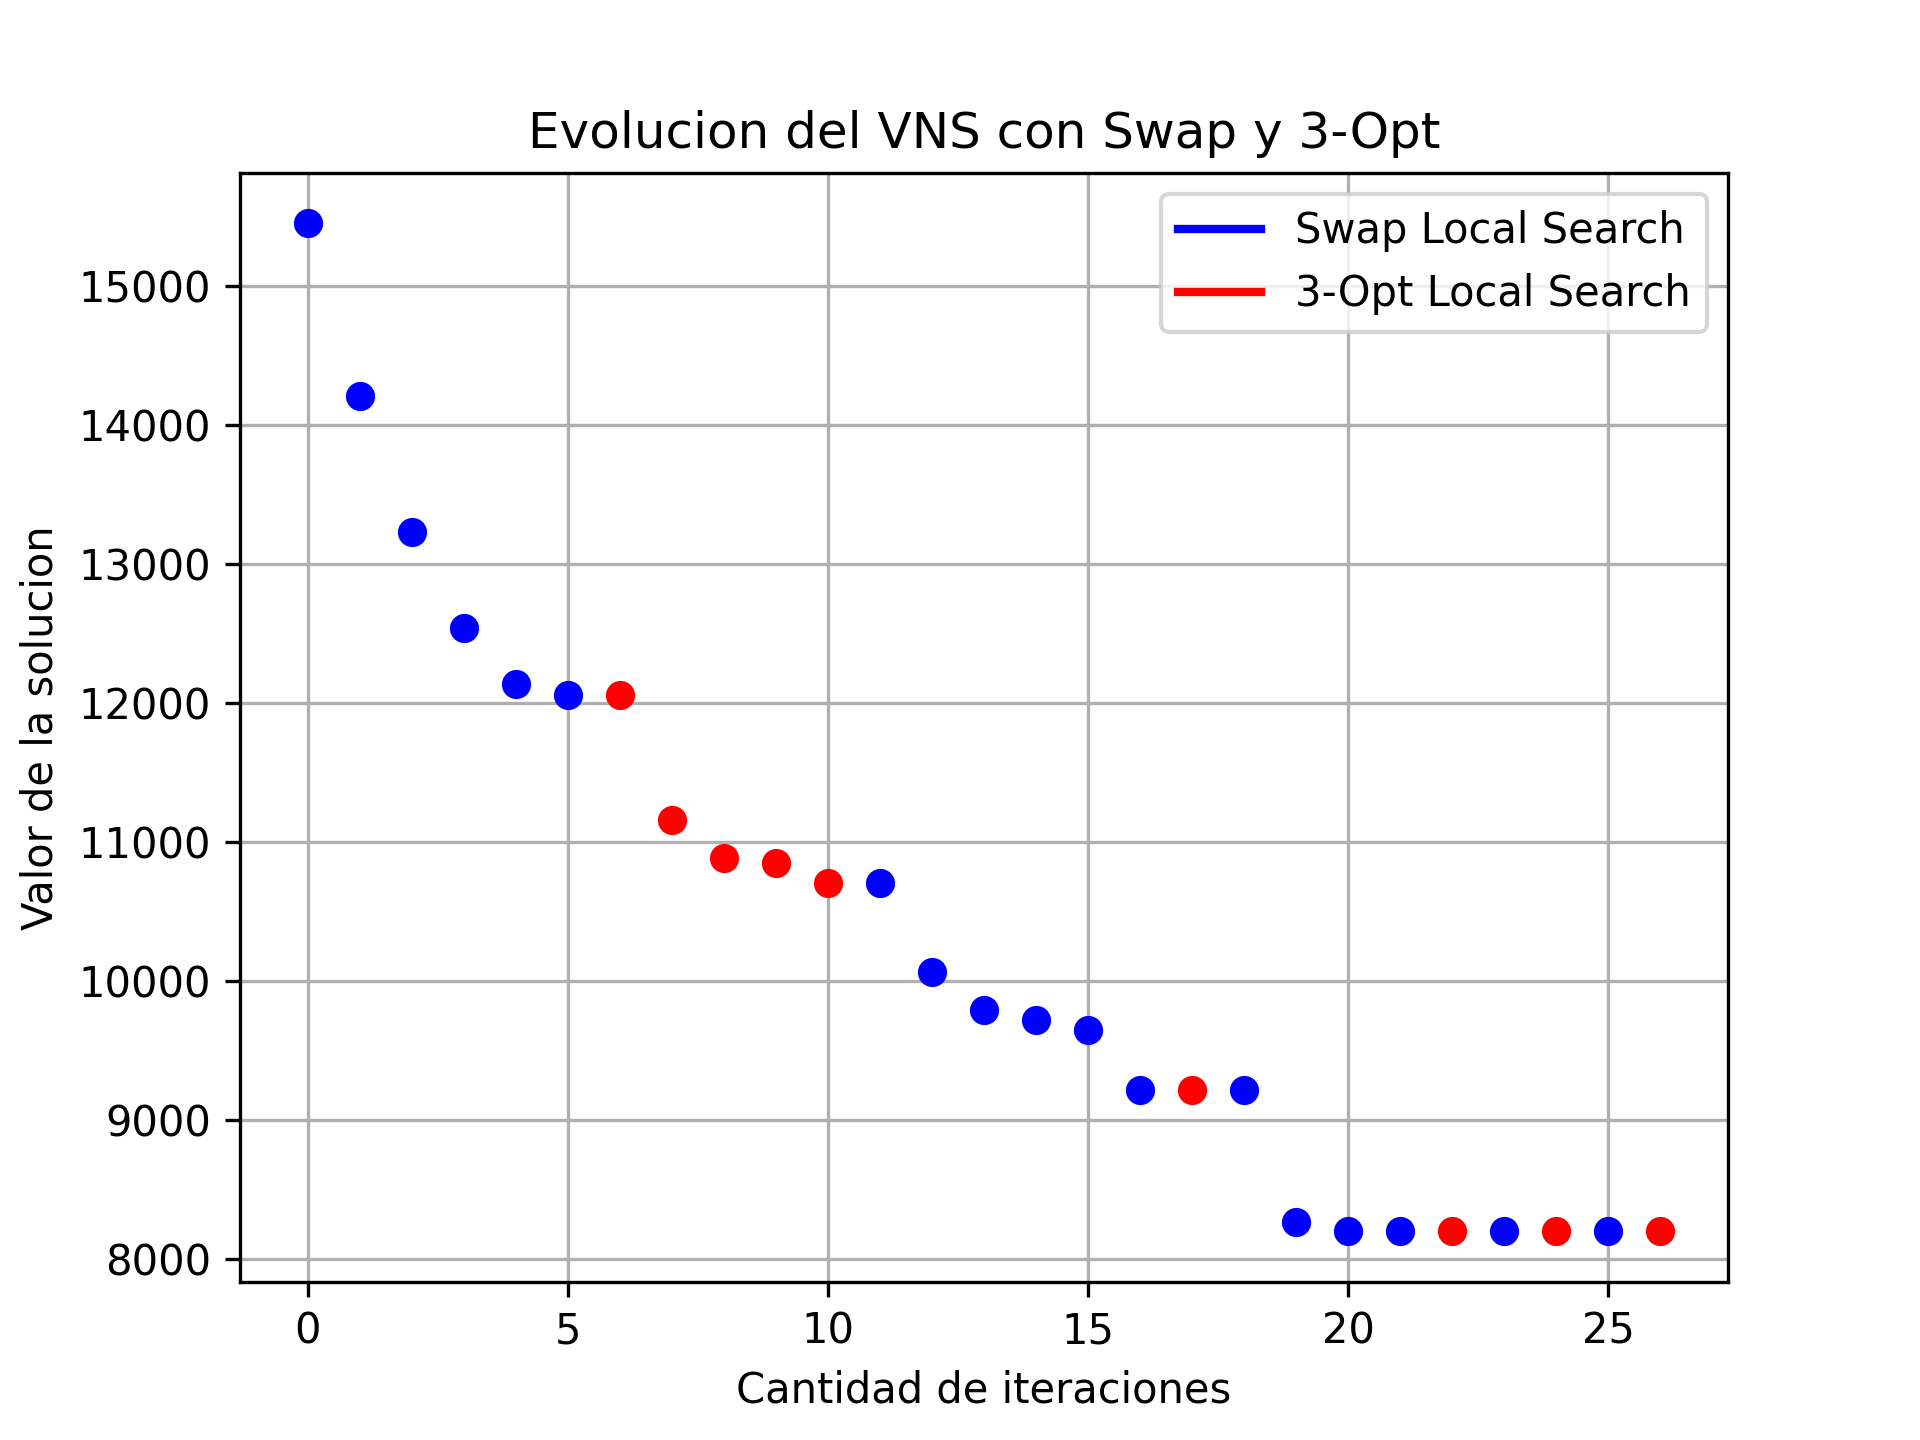 Evolucion del VNS con Swap y 3-Opt
Swap Local Search
3-Opt Local Search
Valor de la solucion
15000
14000
13000
12000
11000
10000
9000
8000
0 5 10 15 20 25
Cantidad de iteraciones